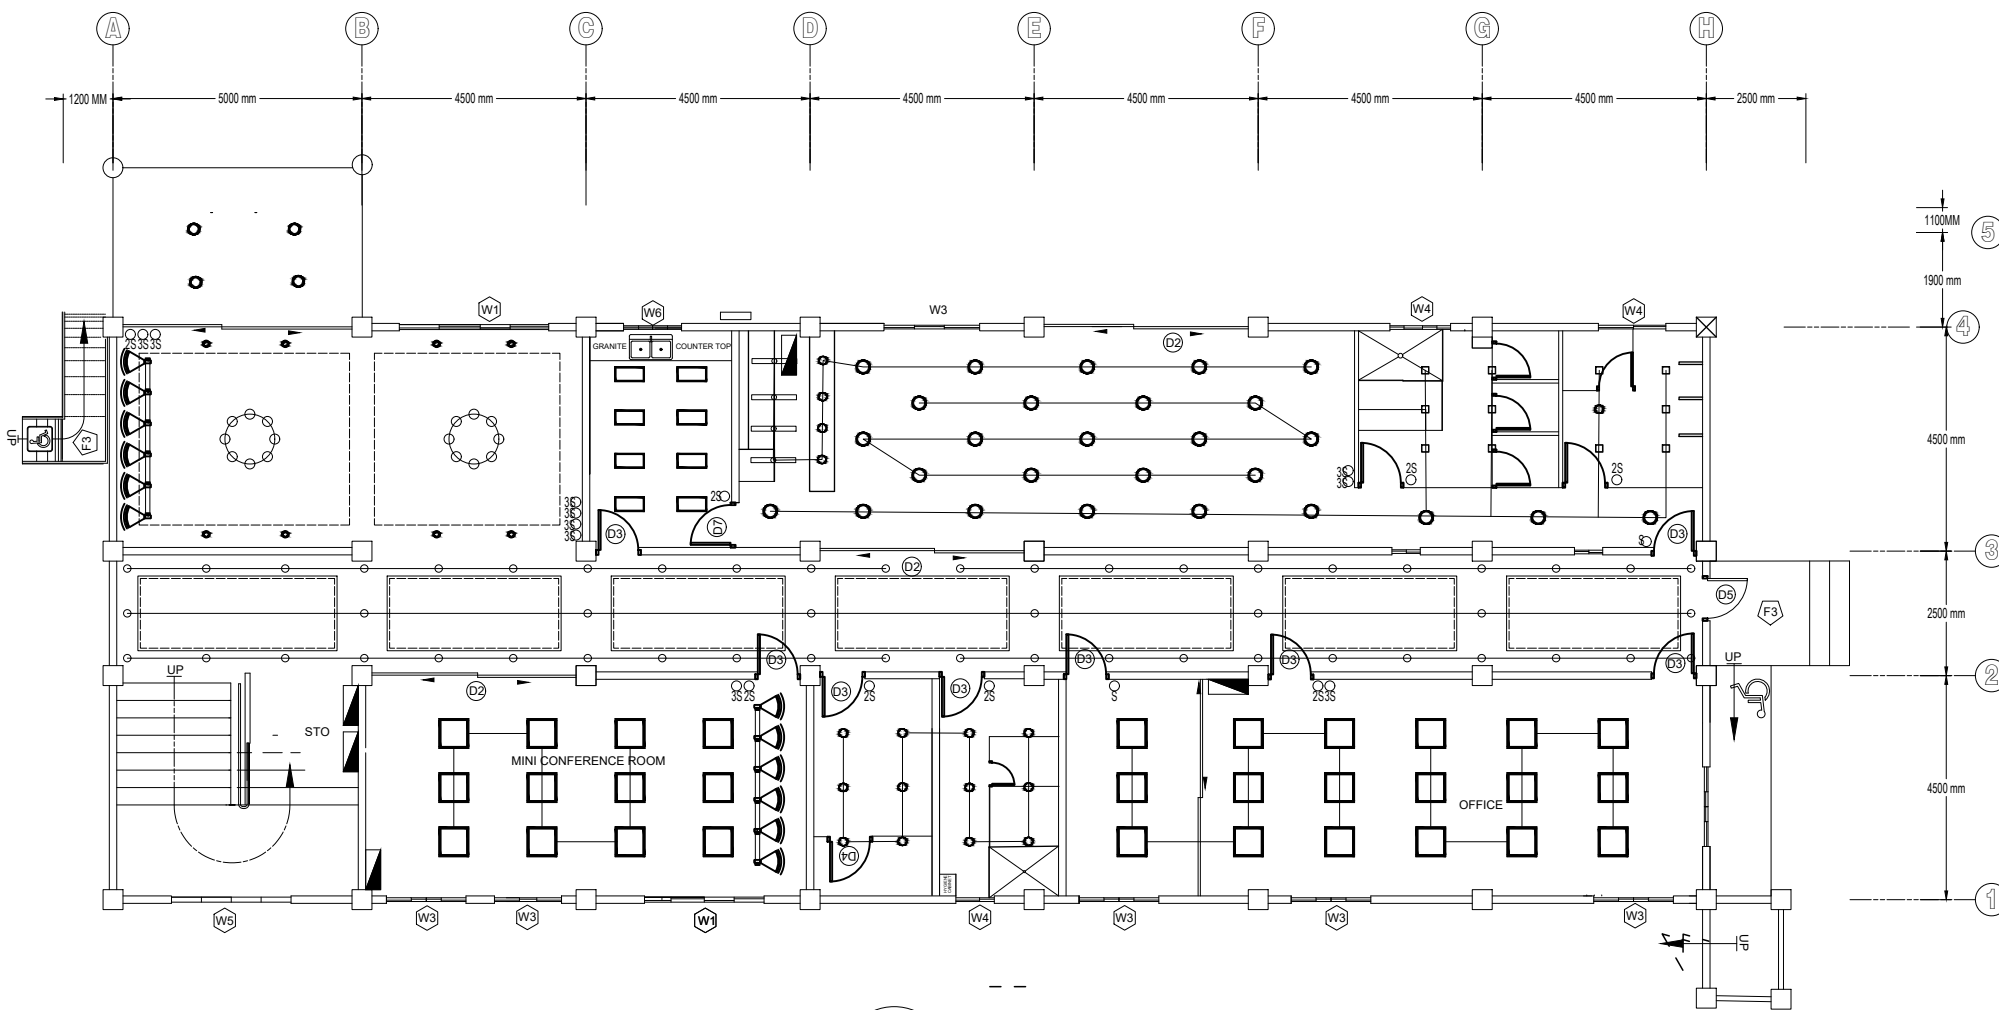 A B C D E F G H
1200 MM 5000 mm 4500 mm 4500 mm 4500 mm 4500 mm 4500 mm 4500 mm 2500 mm
1100MM
5
1900 mm
W1 W6 W3 W4 W4
4
2S 3S 3S
GRANITE COUNTER TOP
D2
UP F3
4500 mm
3S
3S
2S 2S
2S
3S
3S
3S
3S
D3 D7 D3
S
3
D2
D5 F3
2500 mm
UP
D3 D3 D3 D3
UP
2
D2
3S 2S
D3
2S
D3
2S
S
2S 3S
STO
MINI CONFERENCE ROOM
4500 mm
OFFICE
D4
HYGIENE
CABINET
W5 W3 W3 W1 W4 W3 W3 W3
1
UP